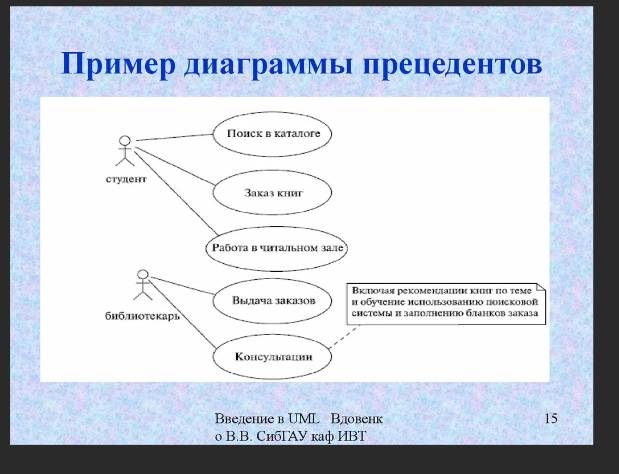 Пример диаграммы прецедентов
Поиск в каталоге
студент
Заказ книг
Работа в читальном зале
библиотекарь
Выдача заказов
Включая рекомендации книг по теме
и обучение использованию поисковой
системы и заполнению бланков заказа
Консультации
Введение в UML Вдовенк
о В.В. СибГАУ каф ИВТ
15